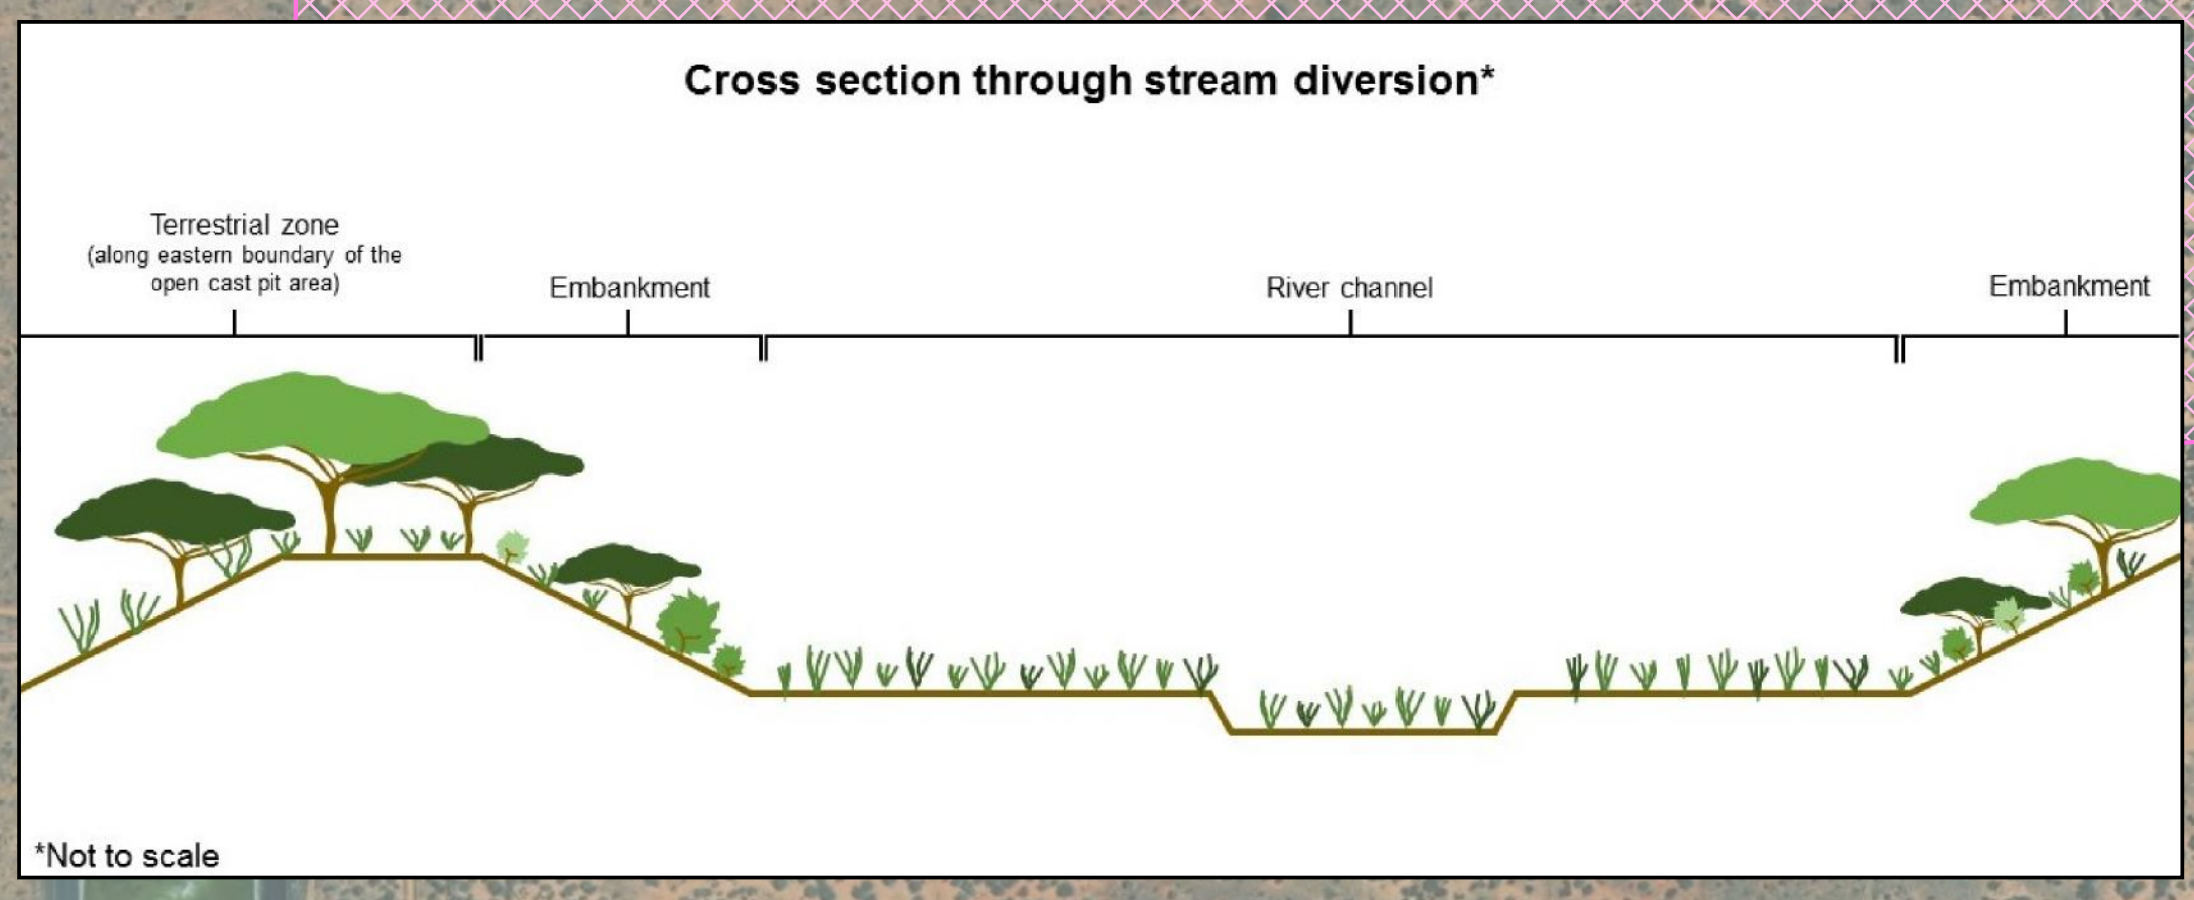 Cross section through stream diversion*
Terrestrial zone
(along eastern boundary of the
open cast pit area)
Embankment
River channel
Embankment
*Not to scale